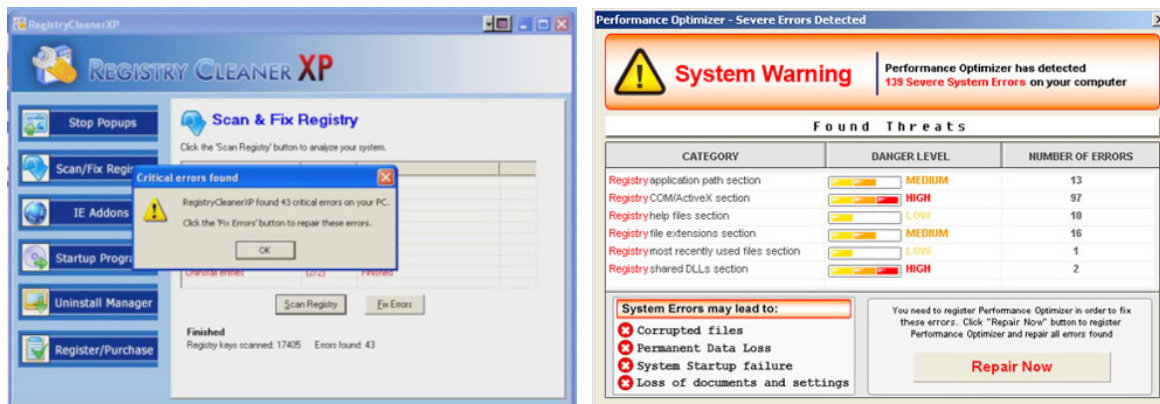 RegistryCleanerXP
REGISTRY CLEANER XP
Stop Popups
Scan/Fix Regis
IE Addons
Startup Progra
Uninstall Manager
Register/Purchase
Scan & Fix Registry
Click the 'Scan Registry' button to analyze your system.
Critical errors found
RegistryCleanerXP found 43 critical errors on your PC.
Click the 'Fix Errors' button to repair these errors.
OK
Uninstall entries (272) Finished
Scan Registry Fix Errors
Finished
Registry keys scanned: 17405 Errors found: 43
Performance Optimizer - Severe Errors Detected
System Warning
Performance Optimizer has detected
139 Severe System Errors on your computer
Found Threats
CATEGORY DANGER LEVEL NUMBER OF ERRORS
Registry application path section MEDIUM 13
Registry COM/ActiveX section HIGH 97
Registry help files section LOW 10
Registry file extensions section MEDIUM 16
Registry most recently used files section LOW 1
Registry shared DLLs section HIGH 2
System Errors may lead to:
Corrupted files
Permanent Data Loss
System Startup failure
Loss of documents and settings
You need to register Performance Optimizer in order to fix
these errors. Click "Repair Now" button to register
Performance Optimizer and repair all errors found
Repair Now